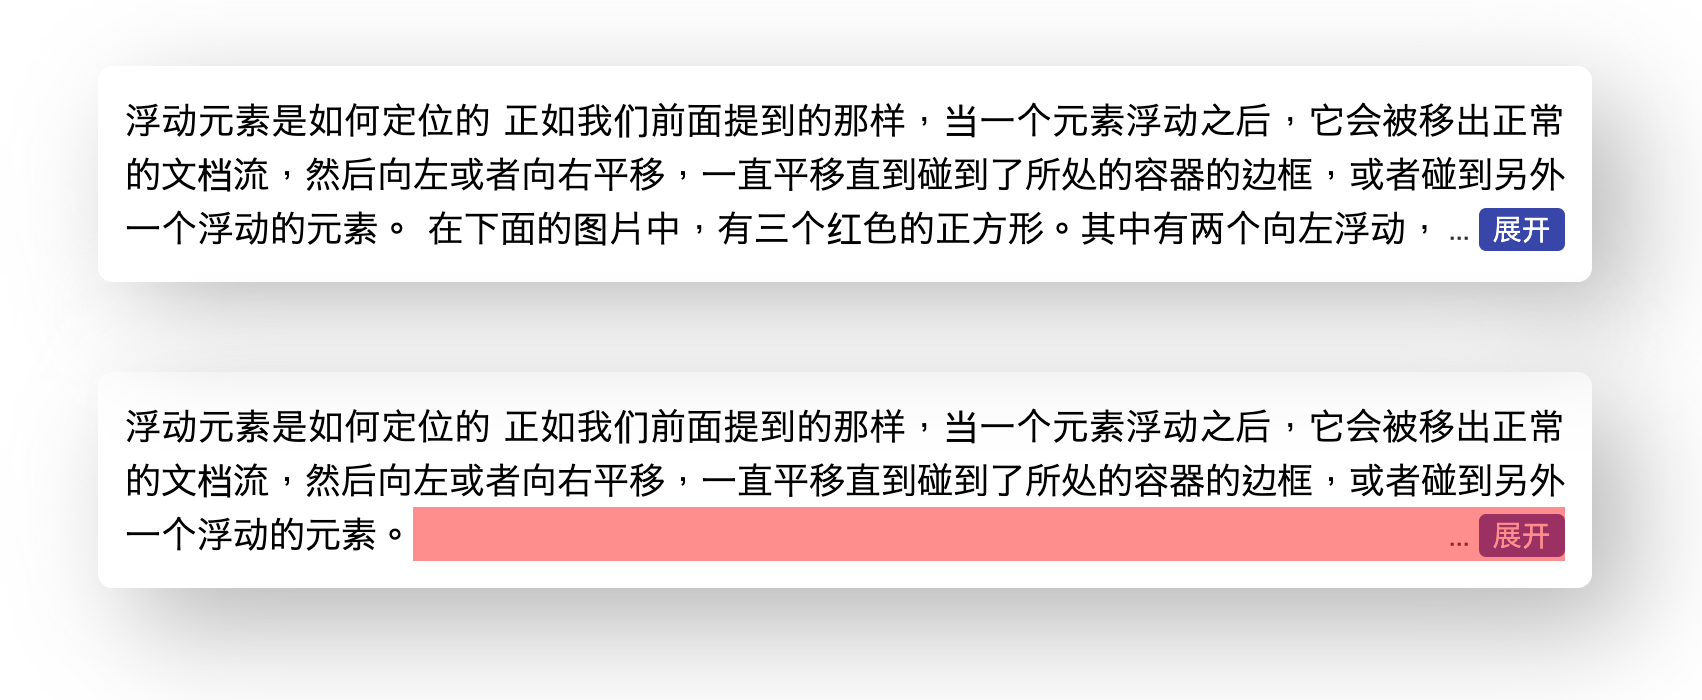 浮动元素是如何定位的 正如我们前面提到的那样，当一个元素浮动之后，它会被移出正常
的文档流，然后向左或者向右平移，一直平移直到碰到了所处的容器的边框，或者碰到另外
一个浮动的元素。 在下面的图片中，有三个红色的正方形。其中有两个向左浮动， ... 展开
浮动元素是如何定位的 正如我们前面提到的那样，当一个元素浮动之后，它会被移出正常
的文档流，然后向左或者向右平移，一直平移直到碰到了所处的容器的边框，或者碰到另外
一个浮动的元素。 ... 展开